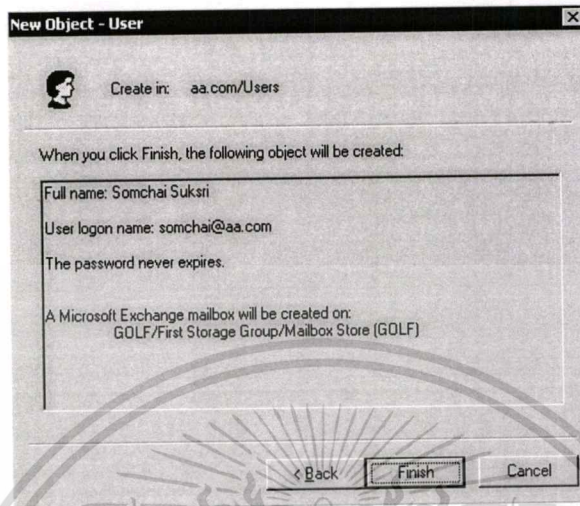 New Object - User
Create in: aa.com/Users
When you click Finish, the following object will be created:
Full name: Somchai Suksri
User logon name: somchai@aa.com
The password never expires.
A Microsoft Exchange mailbox will be created on:
GOLF/First Storage Group/Mailbox Store (GOLF)
< Back
Finish
Cancel